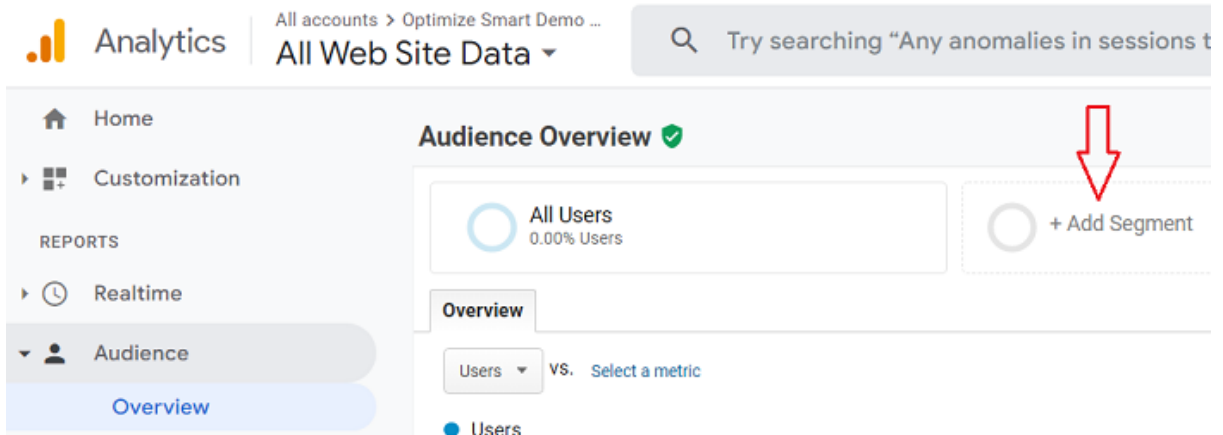 Analytics
All accounts > Optimize Smart Demo ...
All Web Site Data
Try searching “Any anomalies in sessions t
Home
Customization
REPORTS
Realtime
Audience
Overview
Audience Overview
All Users
0.00% Users
+ Add Segment
Overview
Users
VS.
Select a metric
Users